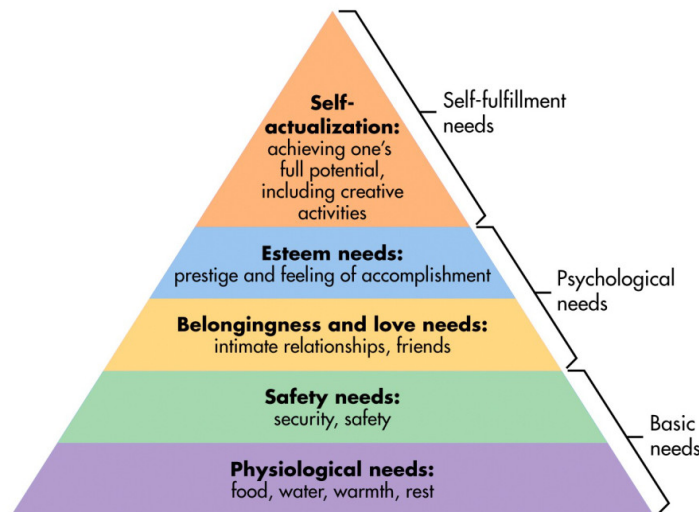 Self-
actualization:
achieving one's
full potential,
including creative
activities
Self-fulfillment
needs
Esteem needs:
prestige and feeling of accomplishment
Belongingness and love needs:
intimate relationships, friends
Psychological
needs
Safety needs:
security, safety
Physiological needs:
food, water, warmth, rest
Basic
needs